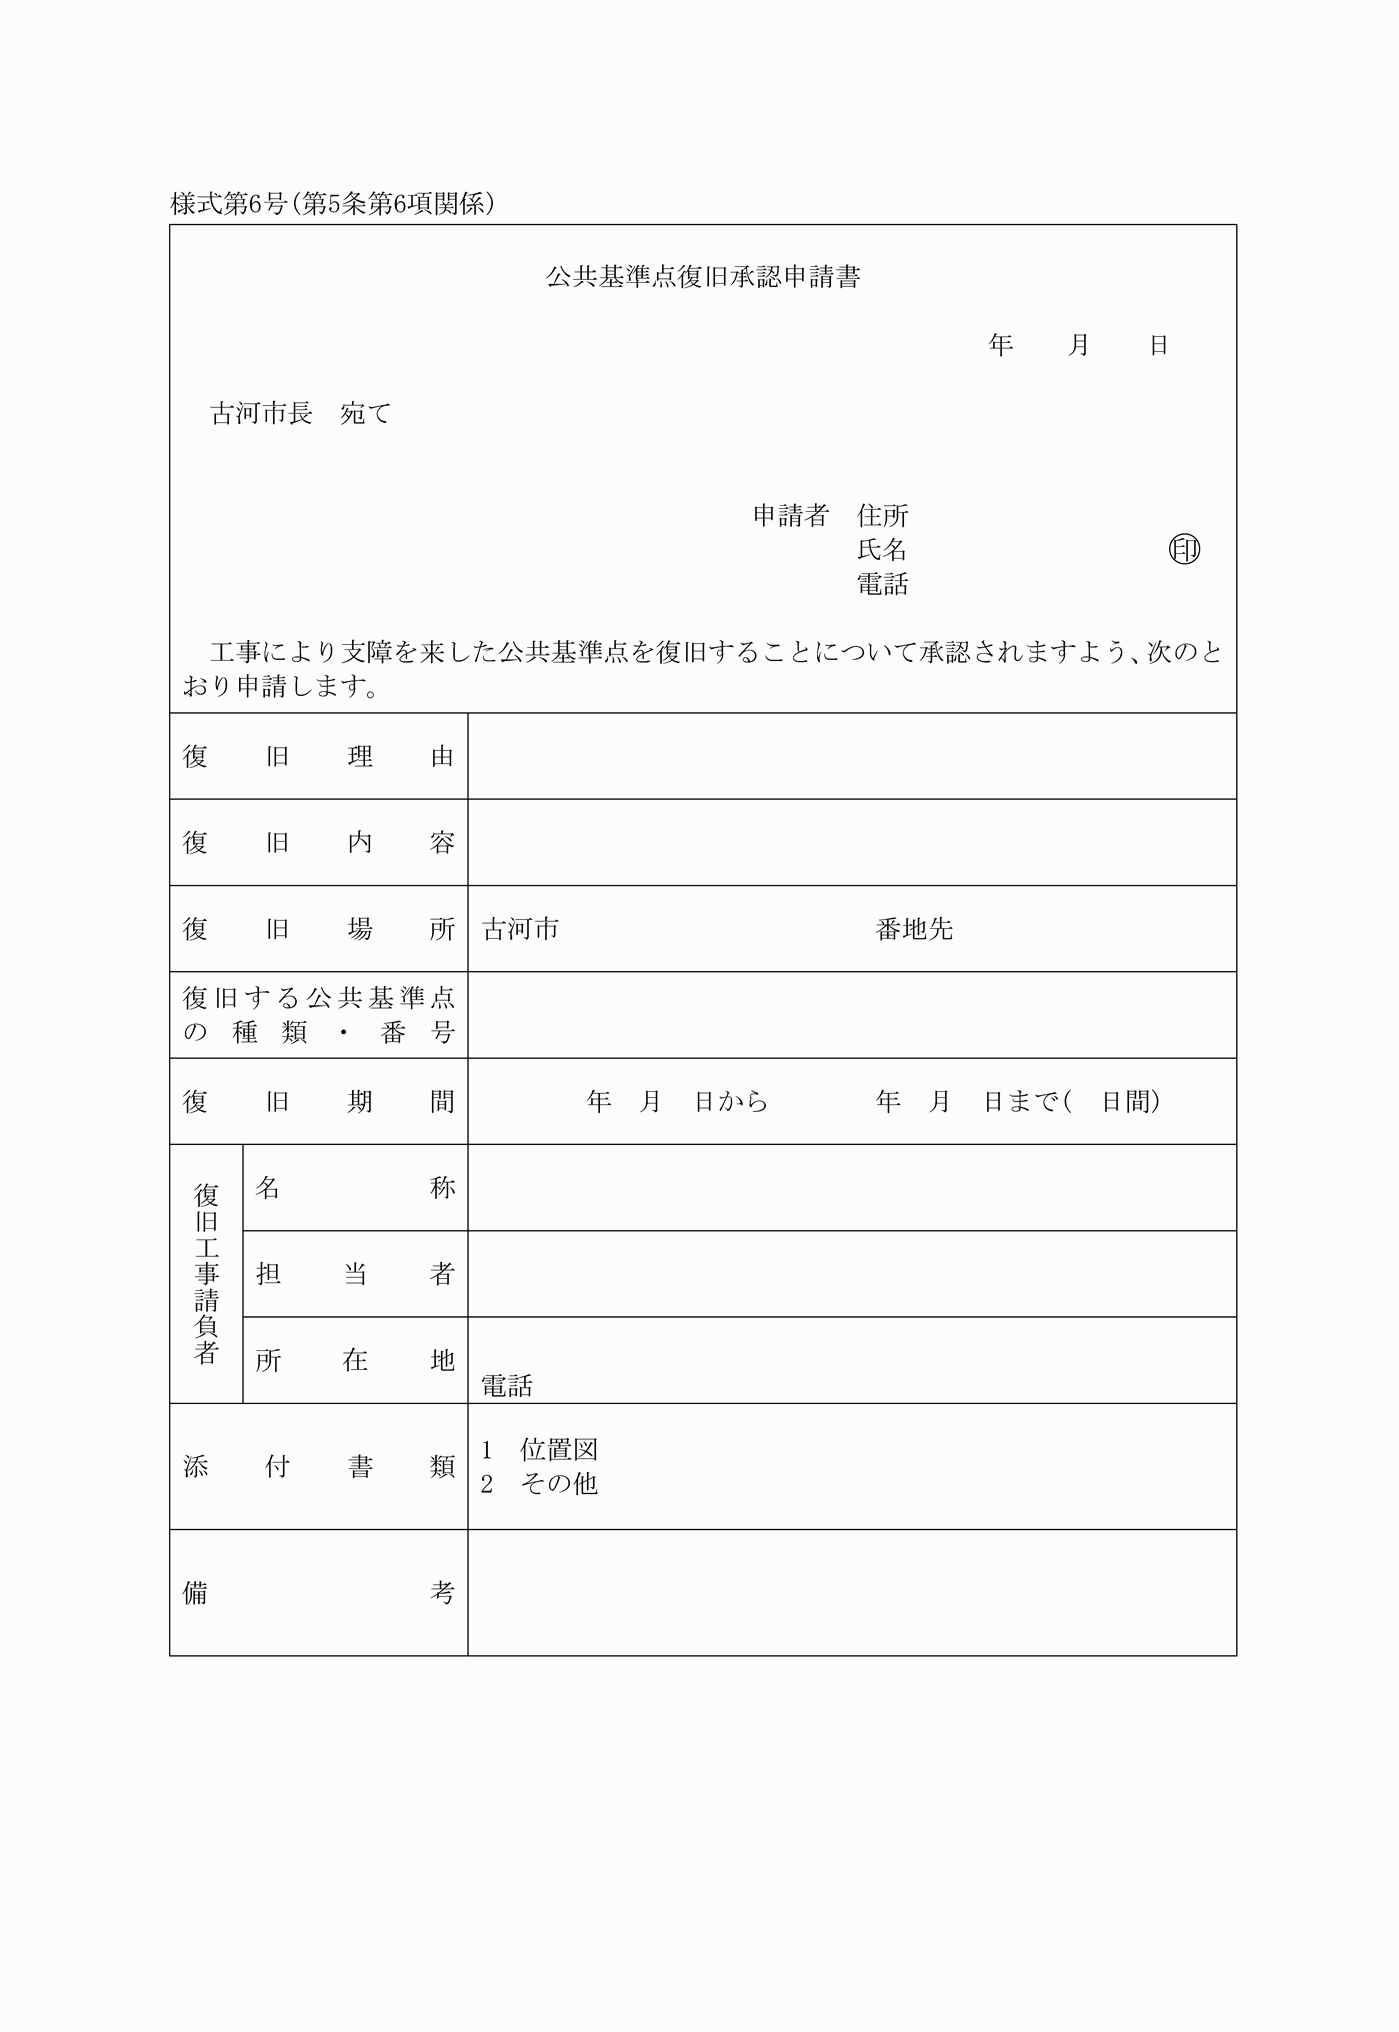 様式第6号(第5条第6項関係)
公共基準点復旧承認申請書
年　　月　　日
古河市長　宛て
申請者　住所
氏名　　　　　　　　　　㊞
電話
工事により支障を来した公共基準点を復旧することについて承認されますよう、次のと
おり申請します。
復旧理由
復旧内容
復旧場所　古河市　　　　　　　　　　　　番地先
復旧する公共基準点
の種類・番号
復旧期間　　　　年　月　日から　　　　年　月　日まで(　日間)
復旧工事請負者
名称
担当者
所在地
電話
添付書類
1　位置図
2　その他
備考